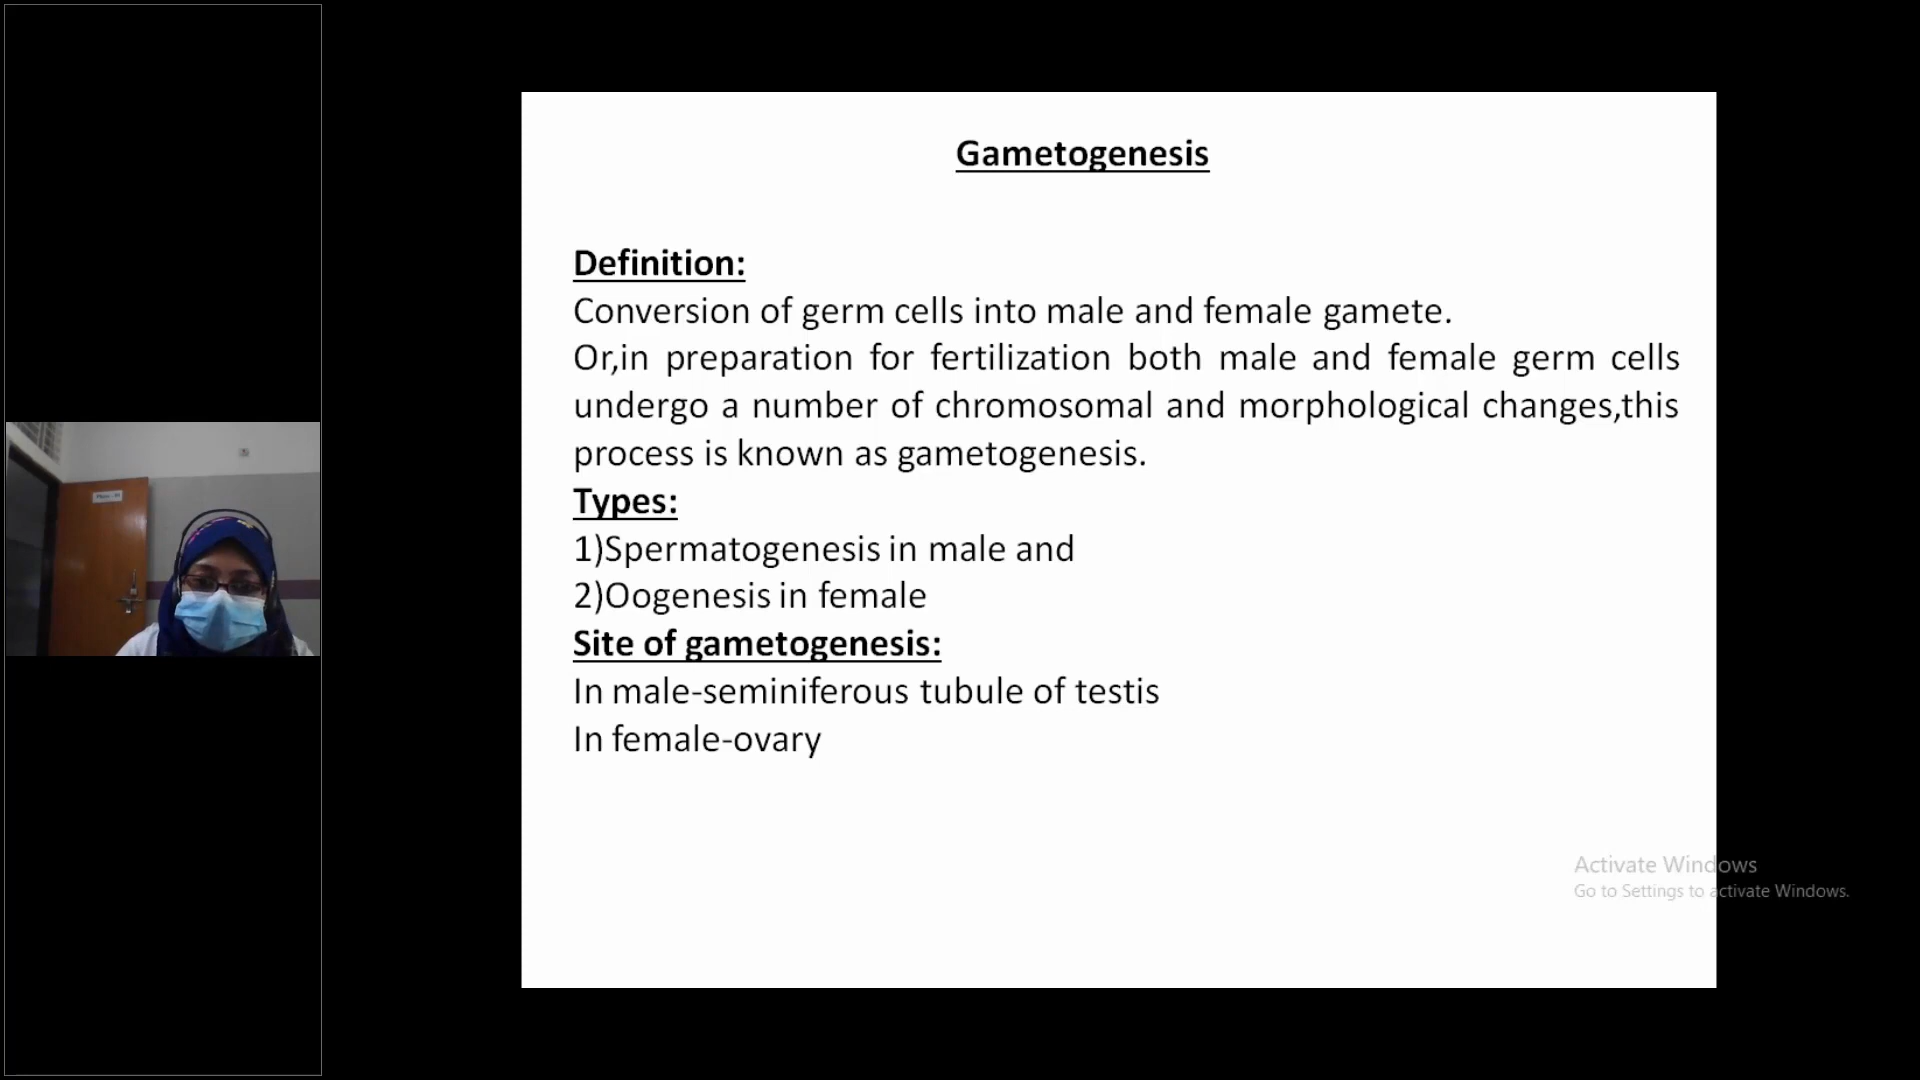 Gametogenesis
Definition:
Conversion of germ cells into male and female gamete.
Or,in preparation for fertilization both male and female germ cells
undergo a number of chromosomal and morphological changes,this
process is known as gametogenesis.
Types:
1)Spermatogenesis in male and
2)Oogenesis in female
Site of gametogenesis:
In male-seminiferous tubule of testis
In female-ovary
Activate Windows
Go to Settings to activate Windows.